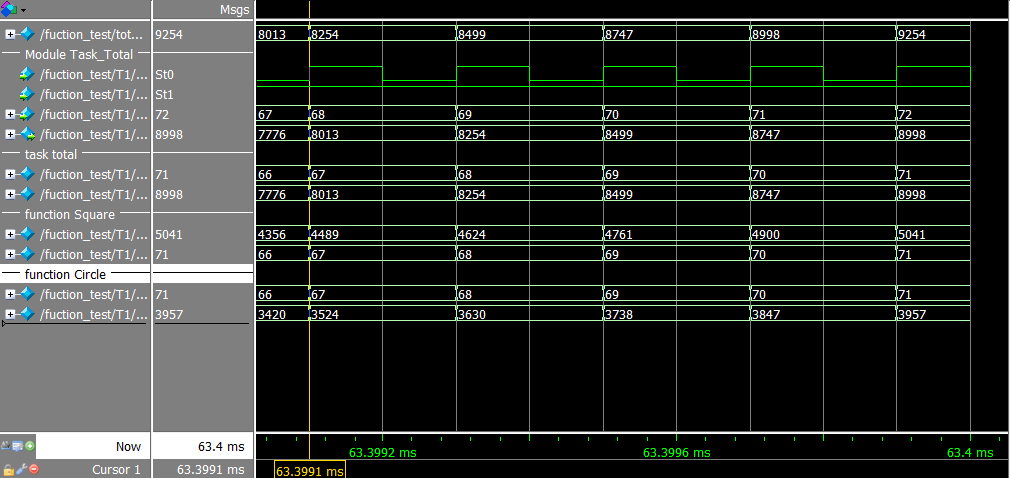 Msgs
/fuction_test/tot... 9254 8013 8254 8499 8747 8998 9254
Module Task_Total
/fuction_test/T1/... St0
/fuction_test/T1/... St1
/fuction_test/T1/... 72 67 68 69 70 71 72
/fuction_test/T1/... 8998 7776 8013 8254 8499 8747 8998
task total
/fuction_test/T1/... 71 66 67 68 69 70 71
/fuction_test/T1/... 8998 7776 8013 8254 8499 8747 8998
function Square
/fuction_test/T1/... 5041 4356 4489 4624 4761 4900 5041
/fuction_test/T1/... 71 66 67 68 69 70 71
function Circle
/fuction_test/T1/... 71 66 67 68 69 70 71
/fuction_test/T1/... 3957 3420 3524 3630 3738 3847 3957
Now 63.4 ms 63.3992 ms 63.3996 ms 63.4 ms
Cursor 1 63.3991 ms 63.3991 ms